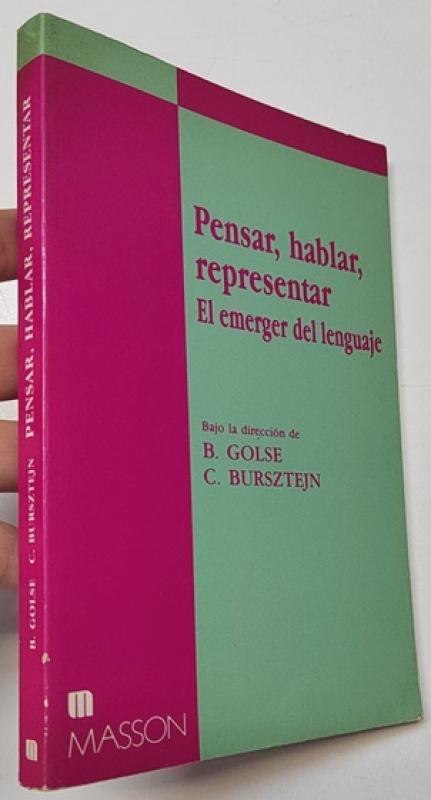 Pensar, hablar,
representar
El emerger del lenguaje
Bajo la dirección de
B. GOLSE
C. BURSZTEJN
m
MASSON
m B. GOLSE C. BURSZTEJN PENSAR, HABLAR, REPRESENTAR